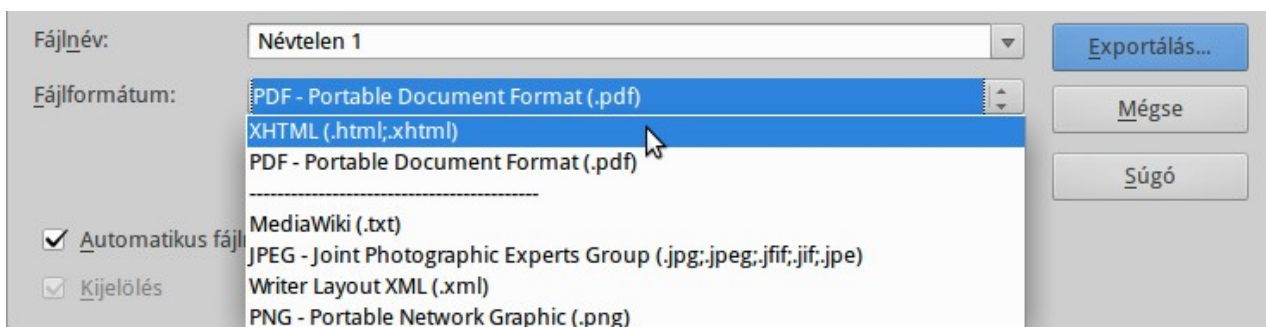 Fájlnév:
Névtelen 1
Exportálás...
Fájlformátum:
PDF - Portable Document Format (.pdf)
Mégse
XHTML (.html;.xhtml)
PDF - Portable Document Format (.pdf)
Súgó
------------------------------------------
MediaWiki (.txt)
Automatikus
JPEG - Joint Photographic Experts Group (.jpg;.jpeg;.jfif;.jif;.jpe)
Kijelölés
Writer Layout XML (.xml)
PNG - Portable Network Graphic (.png)